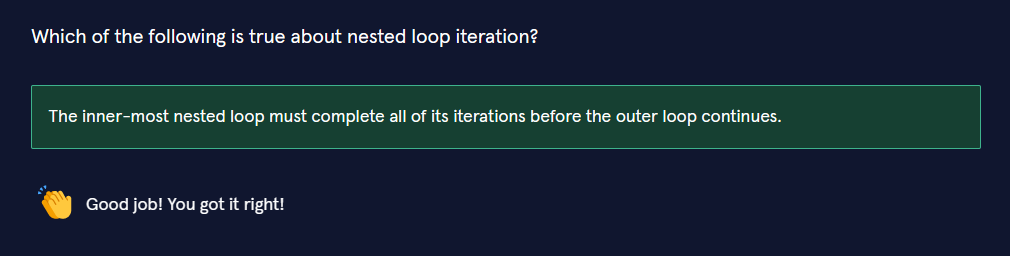 Which of the following is true about nested loop iteration?
The inner-most nested loop must complete all of its iterations before the outer loop continues.
Good job! You got it right!